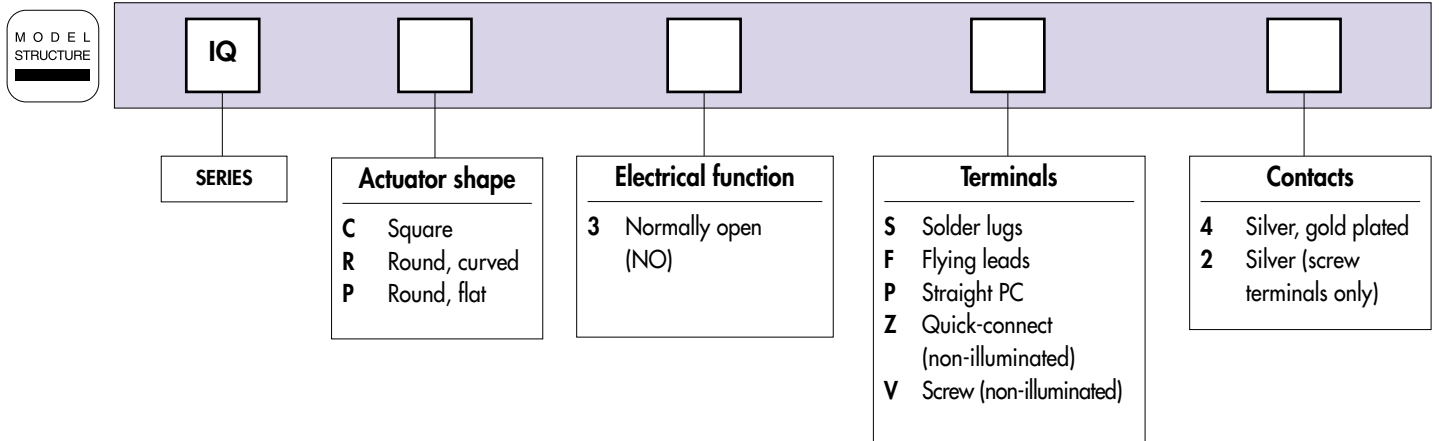 M O D E L
STRUCTURE
IQ
SERIES
Actuator shape
C Square
R Round, curved
P Round, flat
Electrical function
3 Normally open
(NO)
Terminals
S Solder lugs
F Flying leads
P Straight PC
Z Quick-connect
(non-illuminated)
V Screw (non-illuminated)
Contacts
4 Silver, gold plated
2 Silver (screw
terminals only)